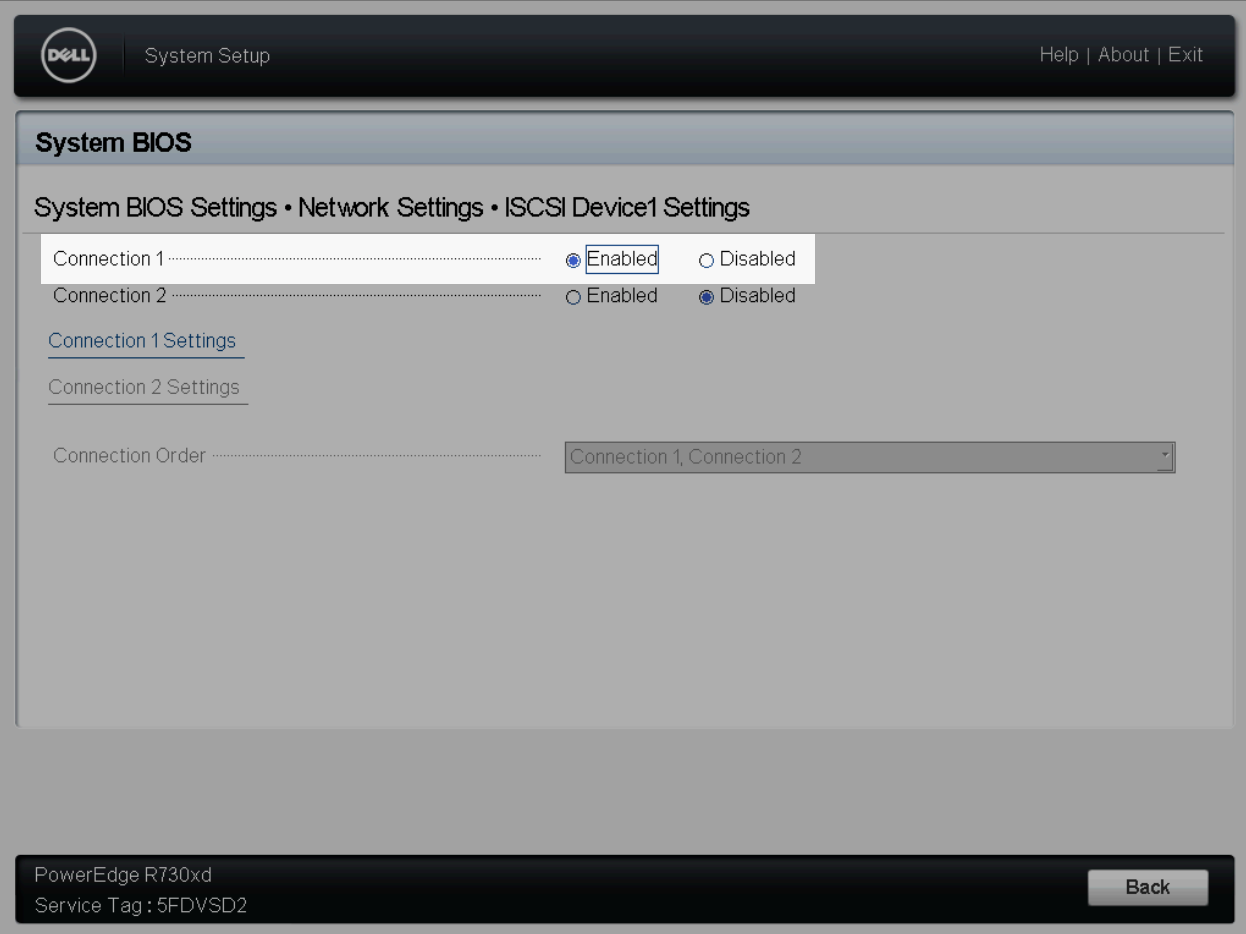 DELL
System Setup
Help | About | Exit
System BIOS
System BIOS Settings • Network Settings • ISCSI Device1 Settings
Connection 1 Enabled Disabled
Connection 2 Enabled Disabled
Connection 1 Settings
Connection 2 Settings
Connection Order Connection 1, Connection 2
PowerEdge R730xd
Service Tag : 5FDVSD2
Back